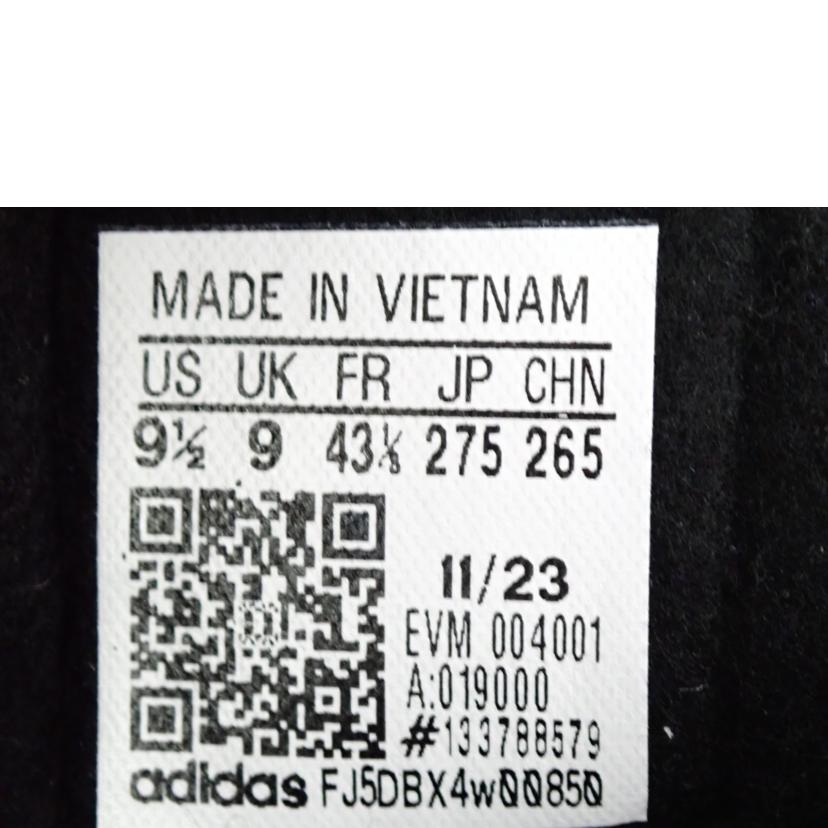 MADE IN VIETNAM
US UK FR JP CHN
9½ 9 43⅓ 275 265
11/23
EVM 004001
A:019000
#133788579
adidas FJ5DBX4w00850